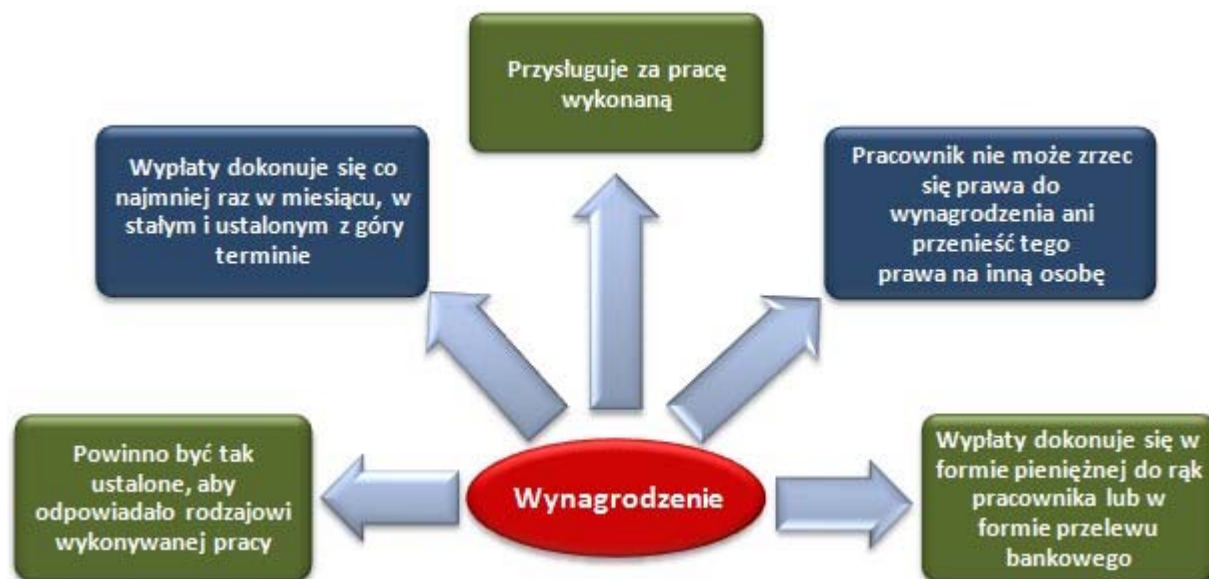 Przysługuje za pracę
wykonaną
Wypłaty dokonuje się co
najmniej raz w miesiącu, w
stałym i ustalonym z góry
terminie
Pracownik nie może zrzec
się prawa do
wynagrodzenia ani
przenieść tego
prawa na inną osobę
Powinno być tak
ustalone, aby
odpowiadało rodzajowi
wykonywanej pracy
Wynagrodzenie
Wypłaty dokonuje się w
formie pieniężnej do rąk
pracownika lub w
formie przelewu
bankowego